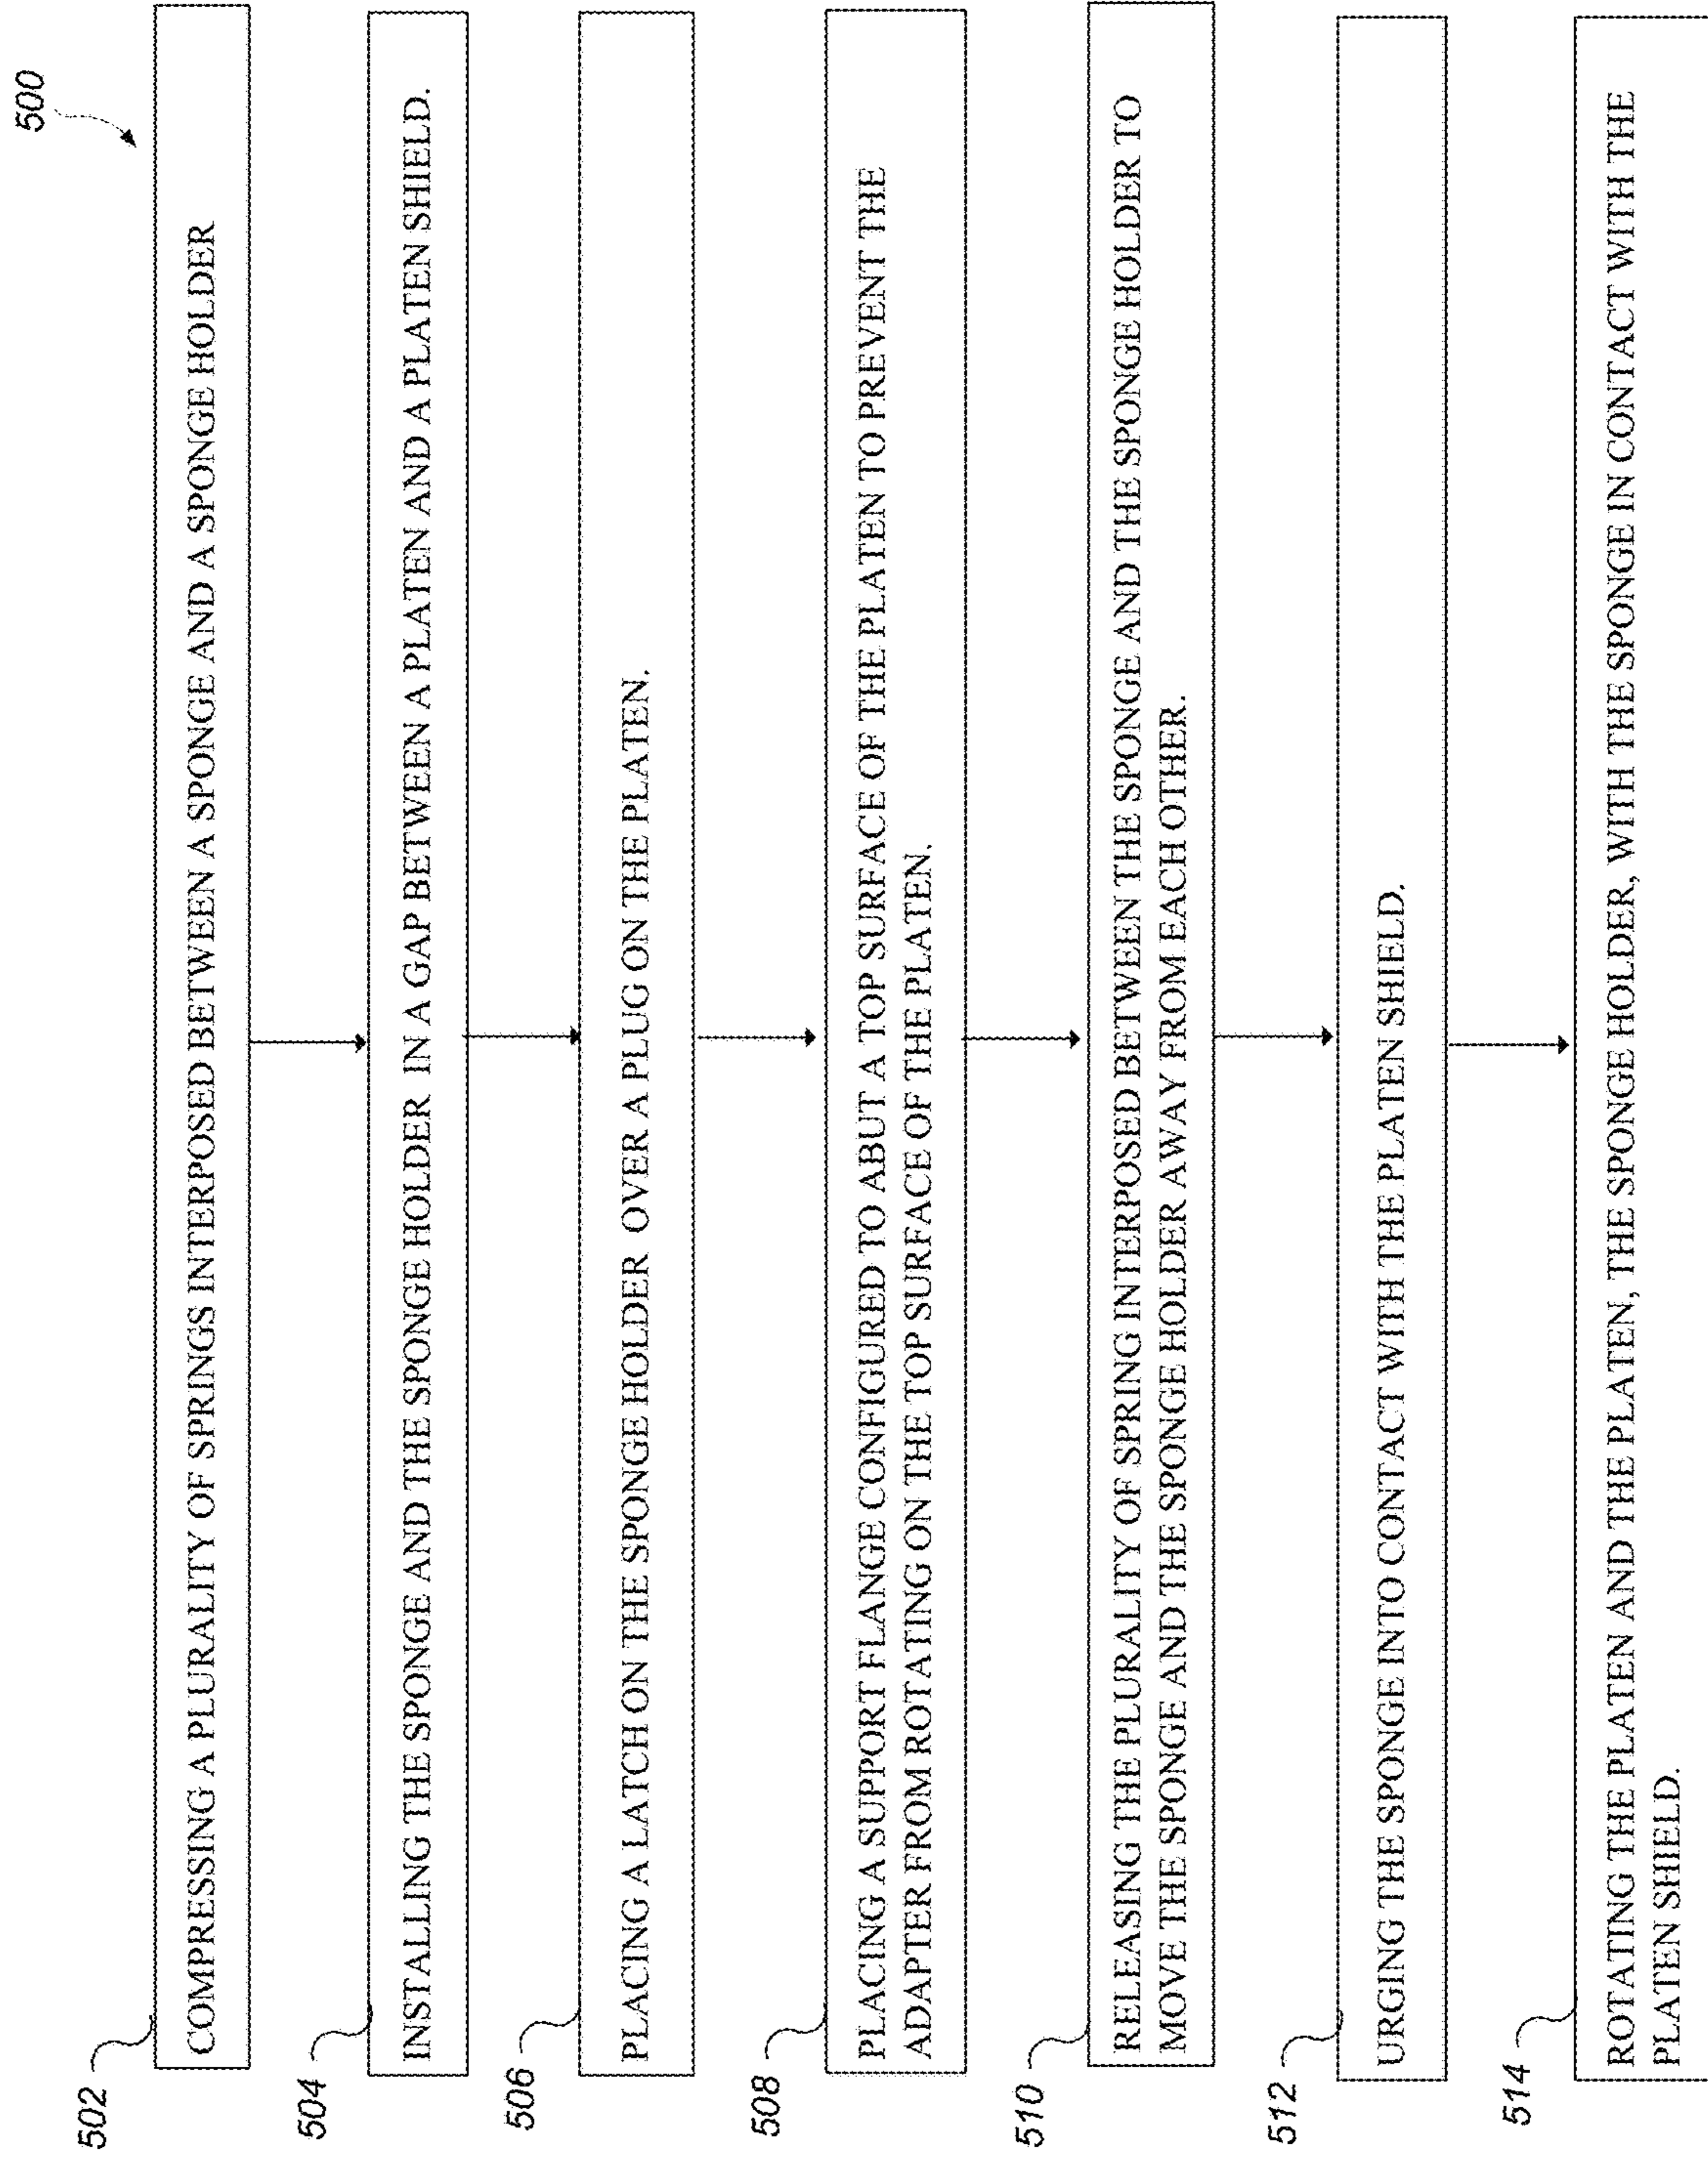 500
502
COMPRESSING A PLURALITY OF SPRINGS INTERPOSED BETWEEN A SPONGE AND A SPONGE HOLDER
504
INSTALLING THE SPONGE AND THE SPONGE HOLDER IN A GAP BETWEEN A PLATEN AND A PLATEN SHIELD.
506
PLACING A LATCH ON THE SPONGE HOLDER OVER A PLUG ON THE PLATEN.
508
PLACING A SUPPORT FLANGE CONFIGURED TO ABUT A TOP SURFACE OF THE PLATEN TO PREVENT THE
ADAPTER FROM ROTATING ON THE TOP SURFACE OF THE PLATEN.
510
RELEASING THE PLURALITY OF SPRING INTERPOSED BETWEEN THE SPONGE AND THE SPONGE HOLDER TO
MOVE THE SPONGE AND THE SPONGE HOLDER AWAY FROM EACH OTHER.
512
URGING THE SPONGE INTO CONTACT WITH THE PLATEN SHIELD.
514
ROTATING THE PLATEN AND THE PLATEN, THE SPONGE HOLDER, WITH THE SPONGE IN CONTACT WITH THE
PLATEN SHIELD.